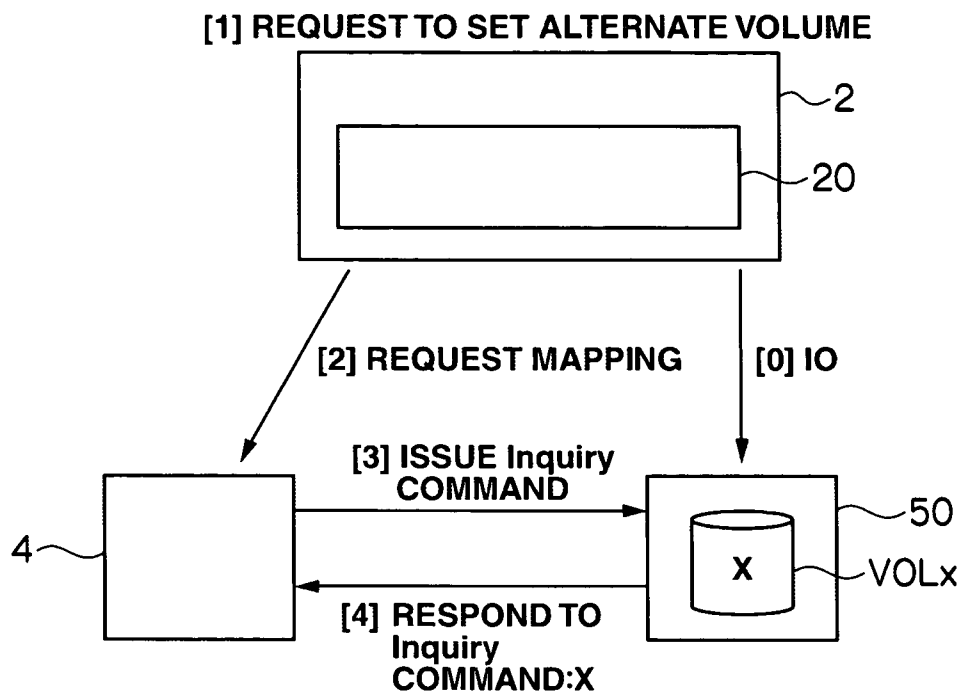 [1] REQUEST TO SET ALTERNATE VOLUME
2
20
[2] REQUEST MAPPING
[0] IO
[3] ISSUE Inquiry
COMMAND
4
50
X
VOLx
[4] RESPOND TO
Inquiry
COMMAND:X